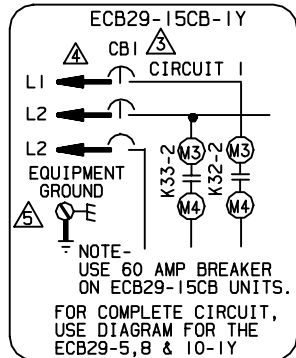 ECB29-15CB-1Y
4 CB1 3
L1 CIRCUIT 1
L2
L2
EQUIPMENT
GROUND
5
K33-2
M3
M4
K32-2
M3
M4
NOTE-
USE 60 AMP BREAKER
ON ECB29-15CB UNITS.
FOR COMPLETE CIRCUIT,
USE DIAGRAM FOR THE
ECB29-5,8 & 10-1Y